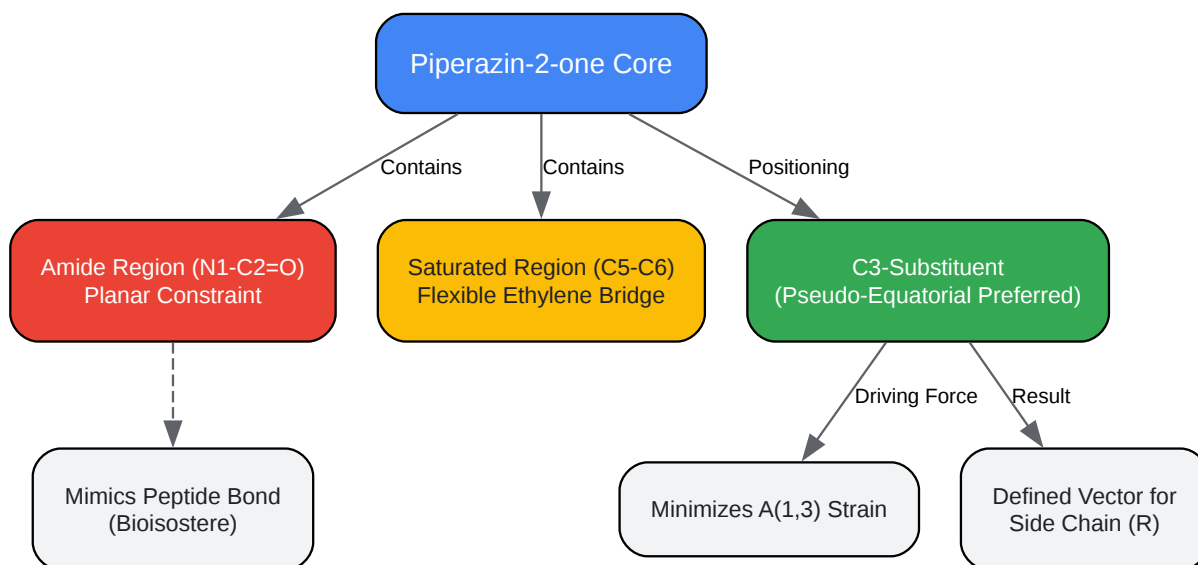 Piperazin-2-one Core
Contains
Contains
Positioning
Amide Region (N1-C2=O)
Planar Constraint
Saturated Region (C5-C6)
Flexible Ethylene Bridge
C3-Substituent
(Pseudo-Equatorial Preferred)
Driving Force
Result
Mimics Peptide Bond
(Bioisostere)
Minimizes A(1,3) Strain
Defined Vector for
Side Chain (R)